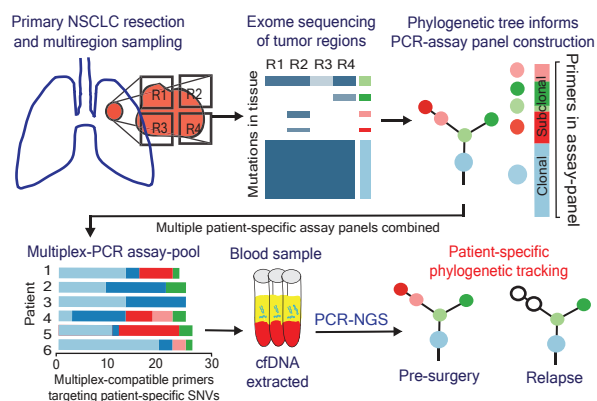 Primary NSCLC resection
and multiregion sampling
Exome sequencing
of tumor regions
Phylogenetic tree informs
PCR-assay panel construction
R1
R2
R3
R4
R1 R2 R3 R4
Mutations in tissue
Clonal
Subclonal
Primers in assay-panel
Multiple patient-specific assay panels combined
Multiplex-PCR assay-pool
Patient
1
2
3
4
5
6
0 10 20 30
Multiplex-compatible primers
targeting patient-specific SNVs
Blood sample
cfDNA
extracted
PCR-NGS
Patient-specific
phylogenetic tracking
Pre-surgery
Relapse